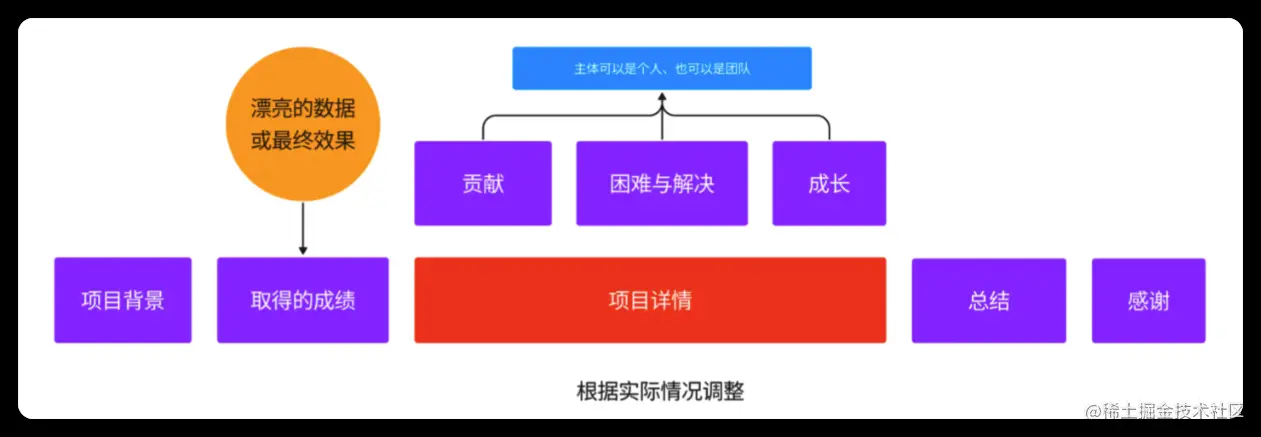 主体可以是个人、也可以是团队
漂亮的数据
或最终效果
贡献
困难与解决
成长
项目背景
取得的成绩
项目详情
总结
感谢
根据实际情况调整
@稀土掘金技术社区